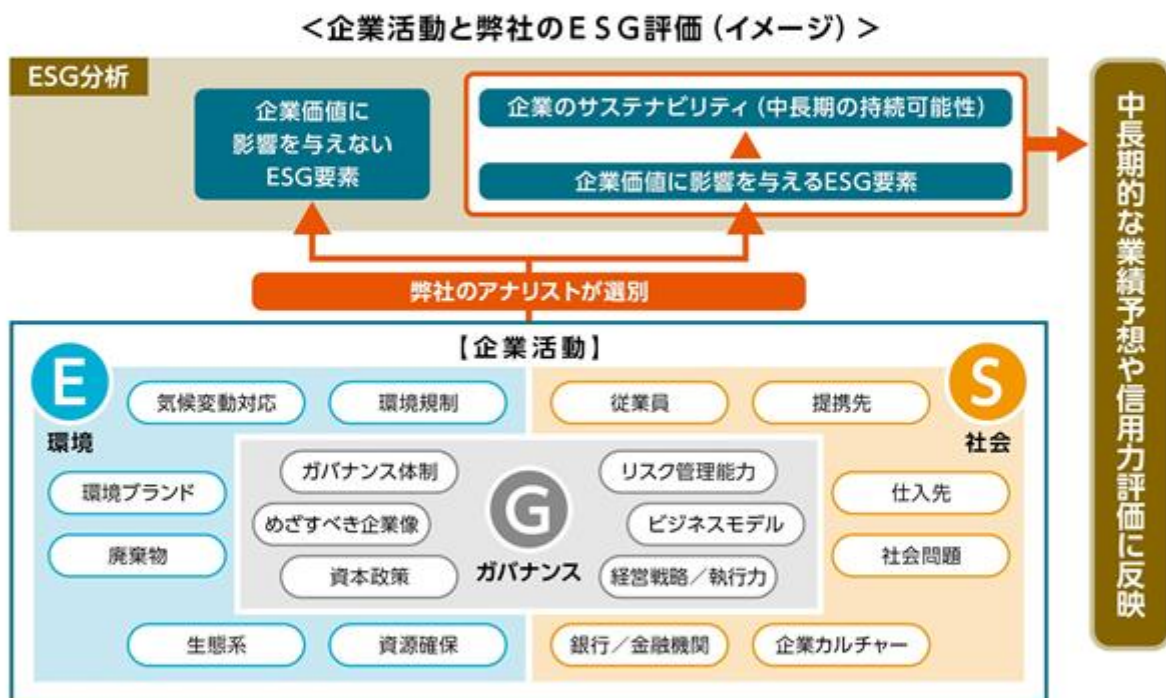 ＜企業活動と弊社のＥＳＧ評価（イメージ）＞
ESG分析
企業価値に
影響を与えない
ESG要素
企業のサステナビリティ（中長期の持続可能性）
企業価値に影響を与えるESG要素
中長期的な業績予想や信用力評価に反映
弊社のアナリストが選別
【企業活動】
E
環境
S
社会
気候変動対応
環境規制
従業員
提携先
環境ブランド
廃棄物
ガバナンス体制
めざすべき企業像
資本政策
G
ガバナンス
リスク管理能力
ビジネスモデル
経営戦略／執行力
仕入先
社会問題
生態系
資源確保
銀行／金融機関
企業カルチャー